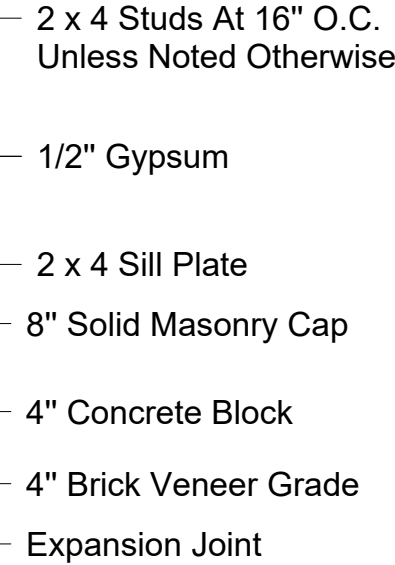 2 x 4 Studs At 16" O.C.
Unless Noted Otherwise
1/2" Gypsum
2 x 4 Sill Plate
8" Solid Masonry Cap
4" Concrete Block
4" Brick Veneer Grade
Expansion Joint